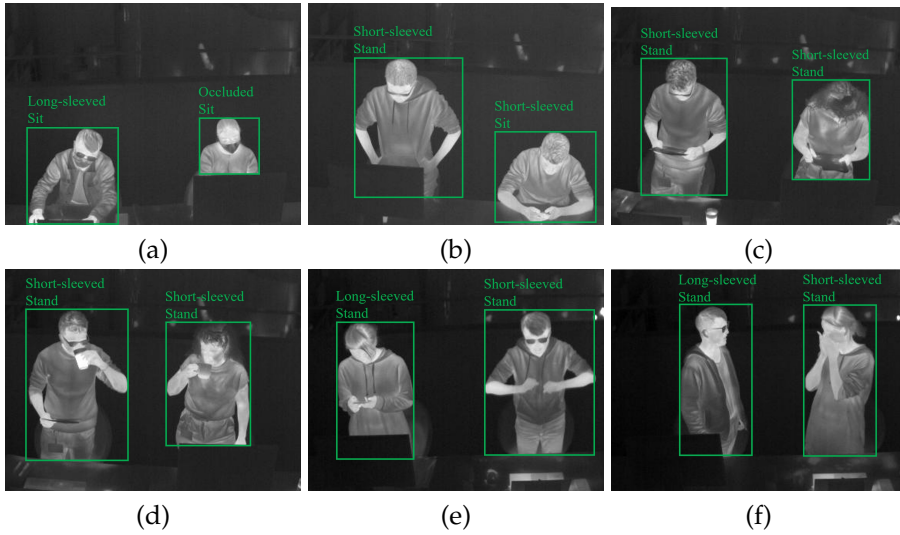 Long-sleeved
Sit
Occluded
Sit
Short-sleeved
Stand
Short-sleeved
Sit
Short-sleeved
Stand
Short-sleeved
Stand
(a)
(b)
(c)
Short-sleeved
Stand
Short-sleeved
Stand
Long-sleeved
Stand
Short-sleeved
Stand
Long-sleeved
Stand
Short-sleeved
Stand
(d)
(e)
(f)